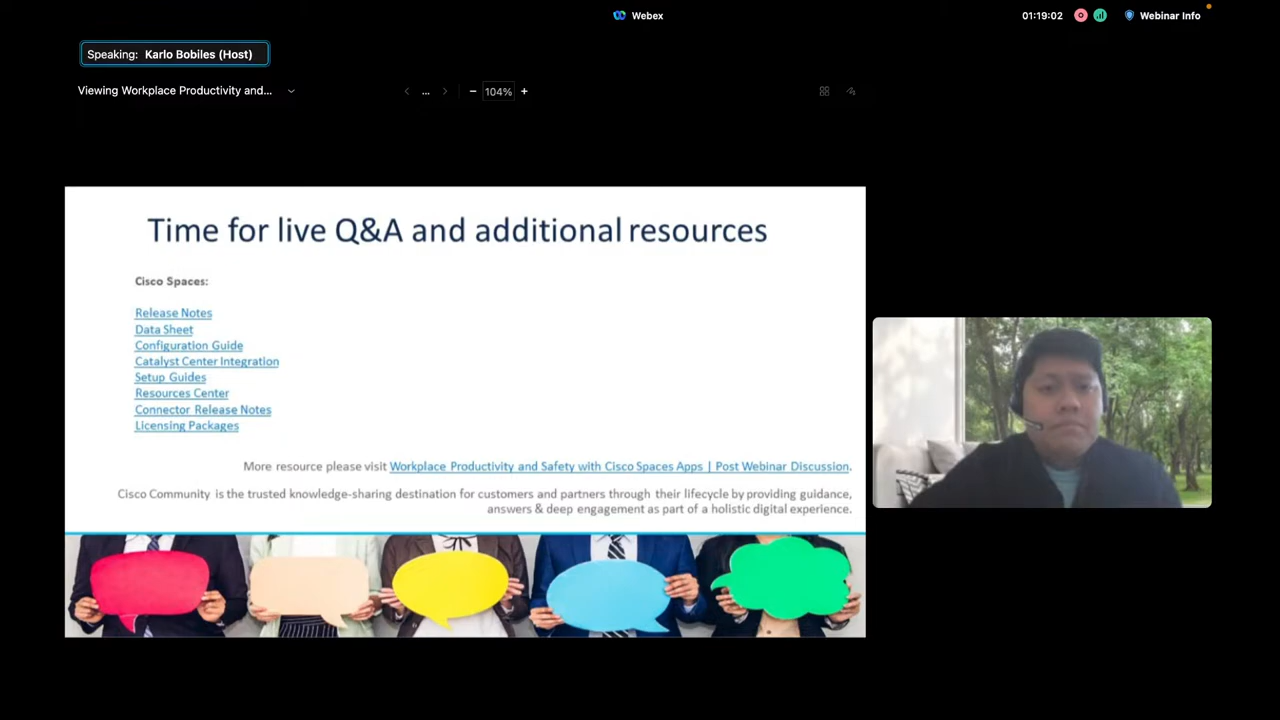 Webex
01:19:02
Webinar Info
Speaking: Karlo Bobiles (Host)
Viewing Workplace Productivity and...
...
104%
Time for live Q&A and additional resources
Cisco Spaces:
Release Notes
Data Sheet
Configuration Guide
Catalyst Center Integration
Setup Guides
Resources Center
Connector Release Notes
Licensing Packages
More resource please visit Workplace Productivity and Safety with Cisco Spaces Apps | Post Webinar Discussion.
Cisco Community is the trusted knowledge-sharing destination for customers and partners through their lifecycle by providing guidance,
answers & deep engagement as part of a holistic digital experience.